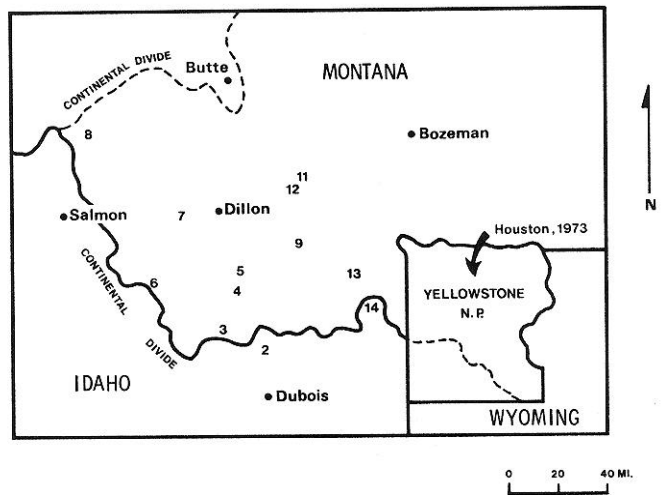 CONTINENTAL DIVIDE
Butte
MONTANA
8
Bozeman
N
11
12
Salmon
7
Dillon
Houston, 1973
9
CONTINENTAL
DIVIDE
6
5
4
13
YELLOWSTONE
N.P.
14
3
2
IDAHO
Dubois
WYOMING
0 20 40 MI.